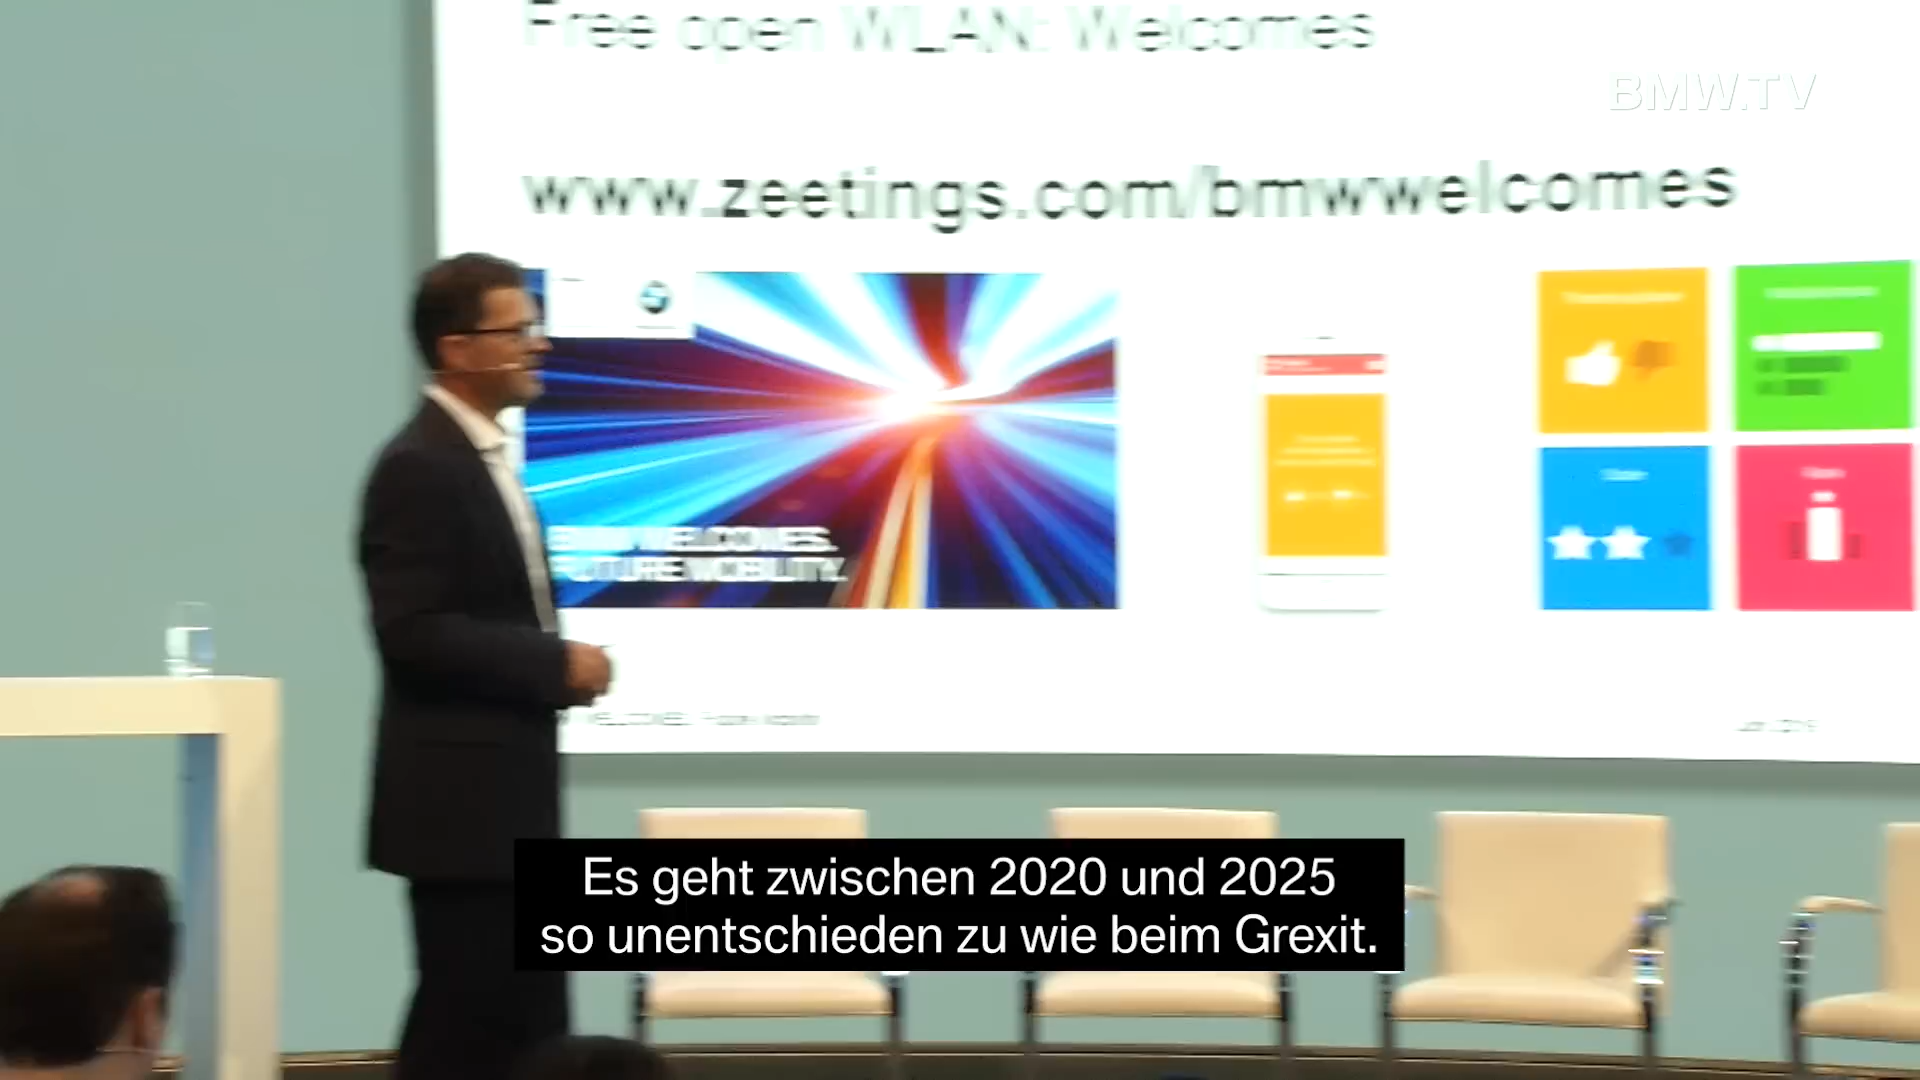 Free open WLAN: Welcomes
BMW.TV
www.zeetings.com/bmwwelcomes
BMW WELCOMES.
FUTURE MOBILITY.
Es geht zwischen 2020 und 2025
so unentschieden zu wie beim Grexit.